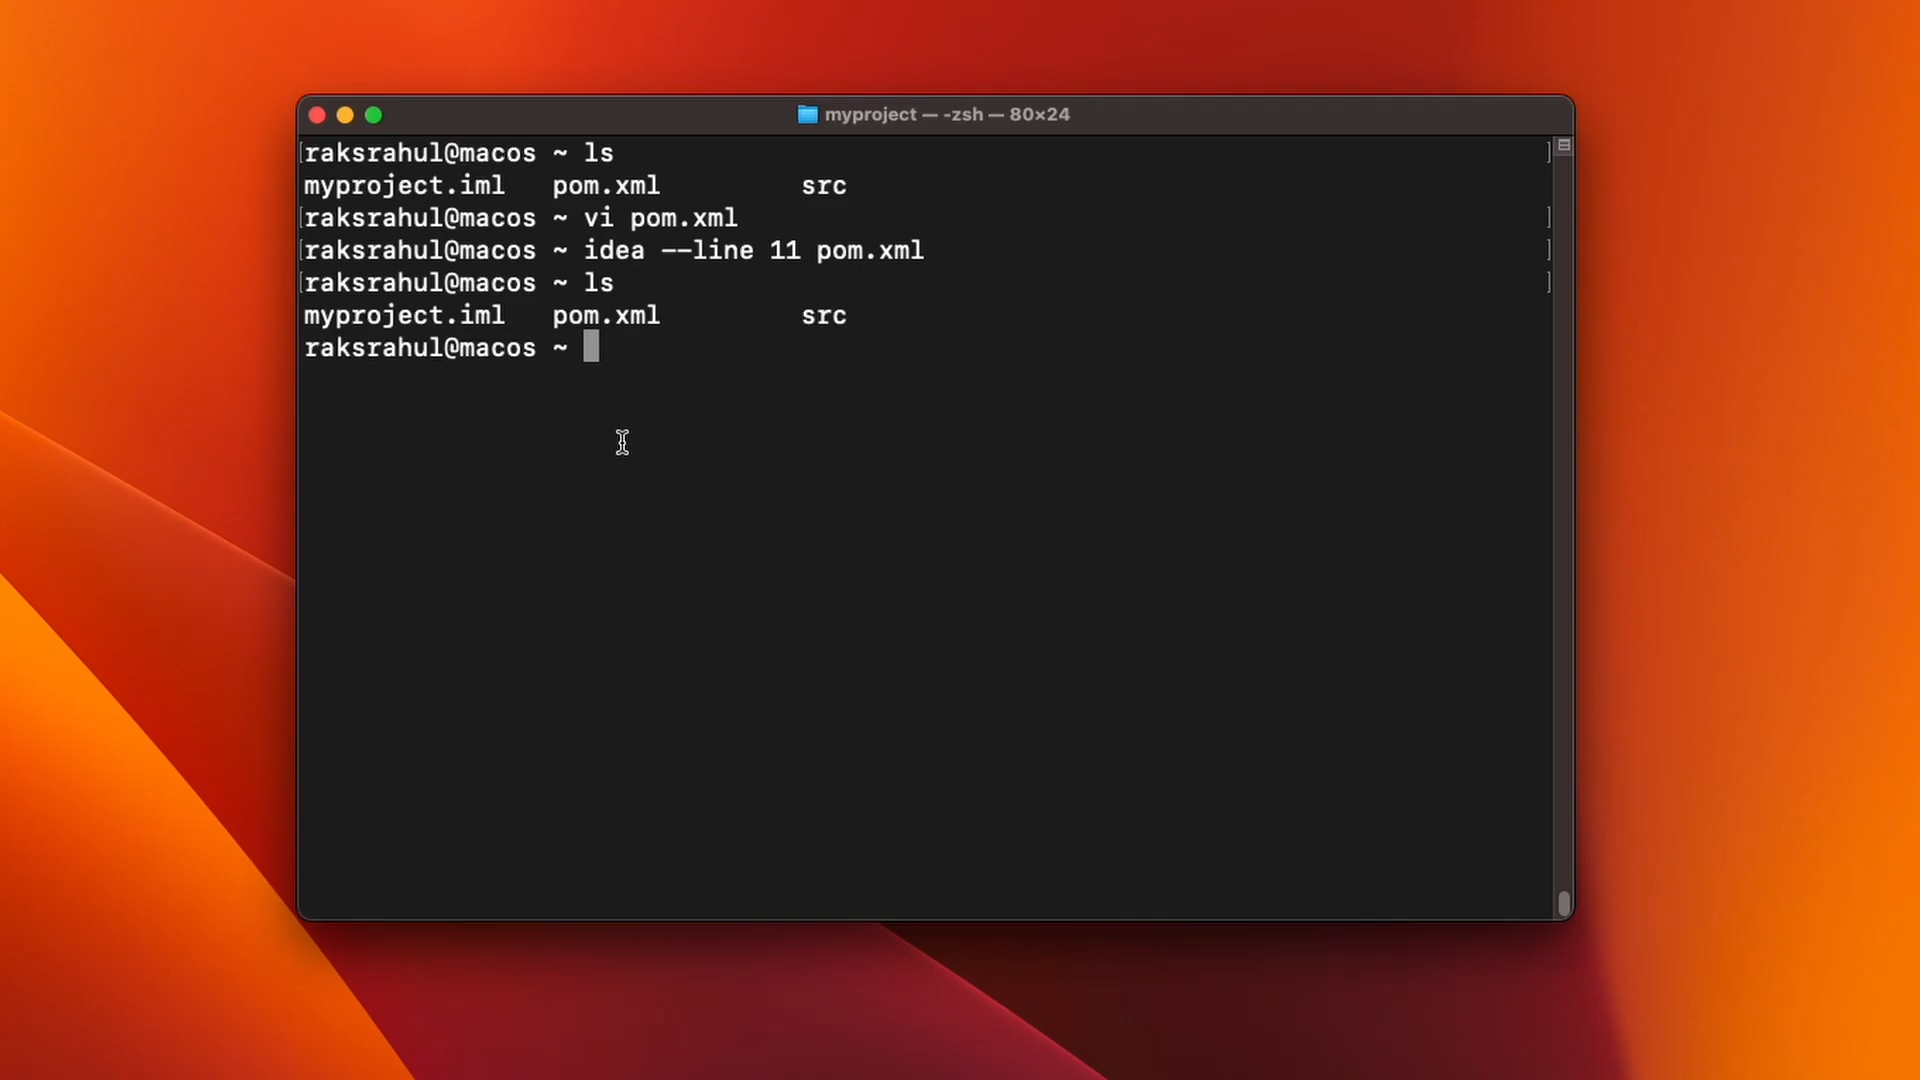 myproject — -zsh — 80×24
[raksrahul@macos ~ ls ]
myproject.iml pom.xml src
[raksrahul@macos ~ vi pom.xml ]
[raksrahul@macos ~ idea --line 11 pom.xml ]
[raksrahul@macos ~ ls ]
myproject.iml pom.xml src
raksrahul@macos ~